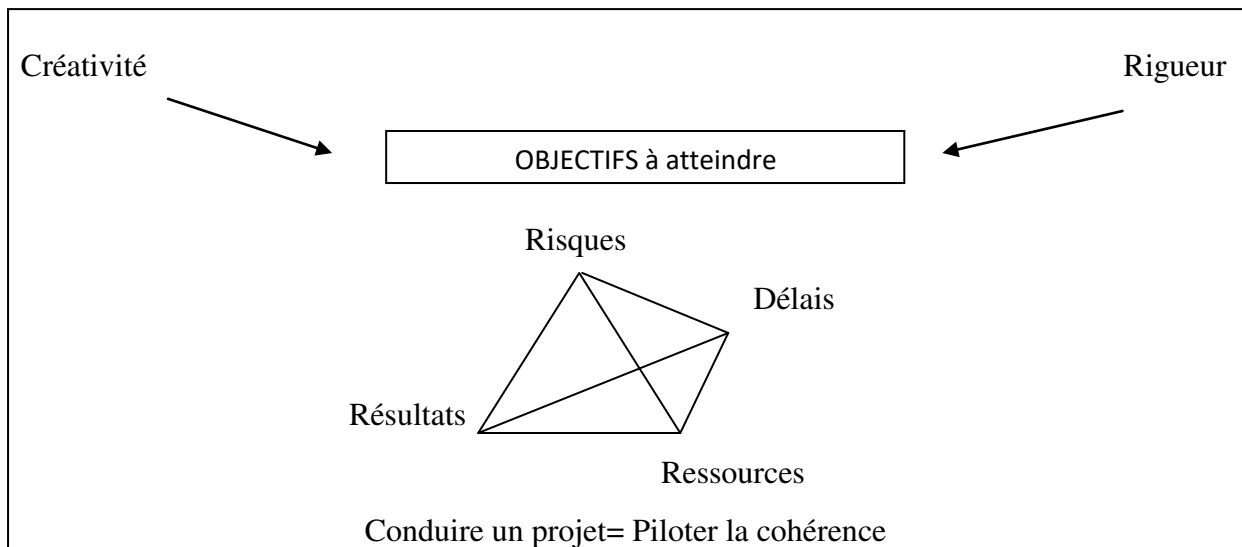 Créativité
Rigueur
OBJECTIFS à atteindre
Risques
Délais
Résultats
Ressources
Conduire un projet= Piloter la cohérence